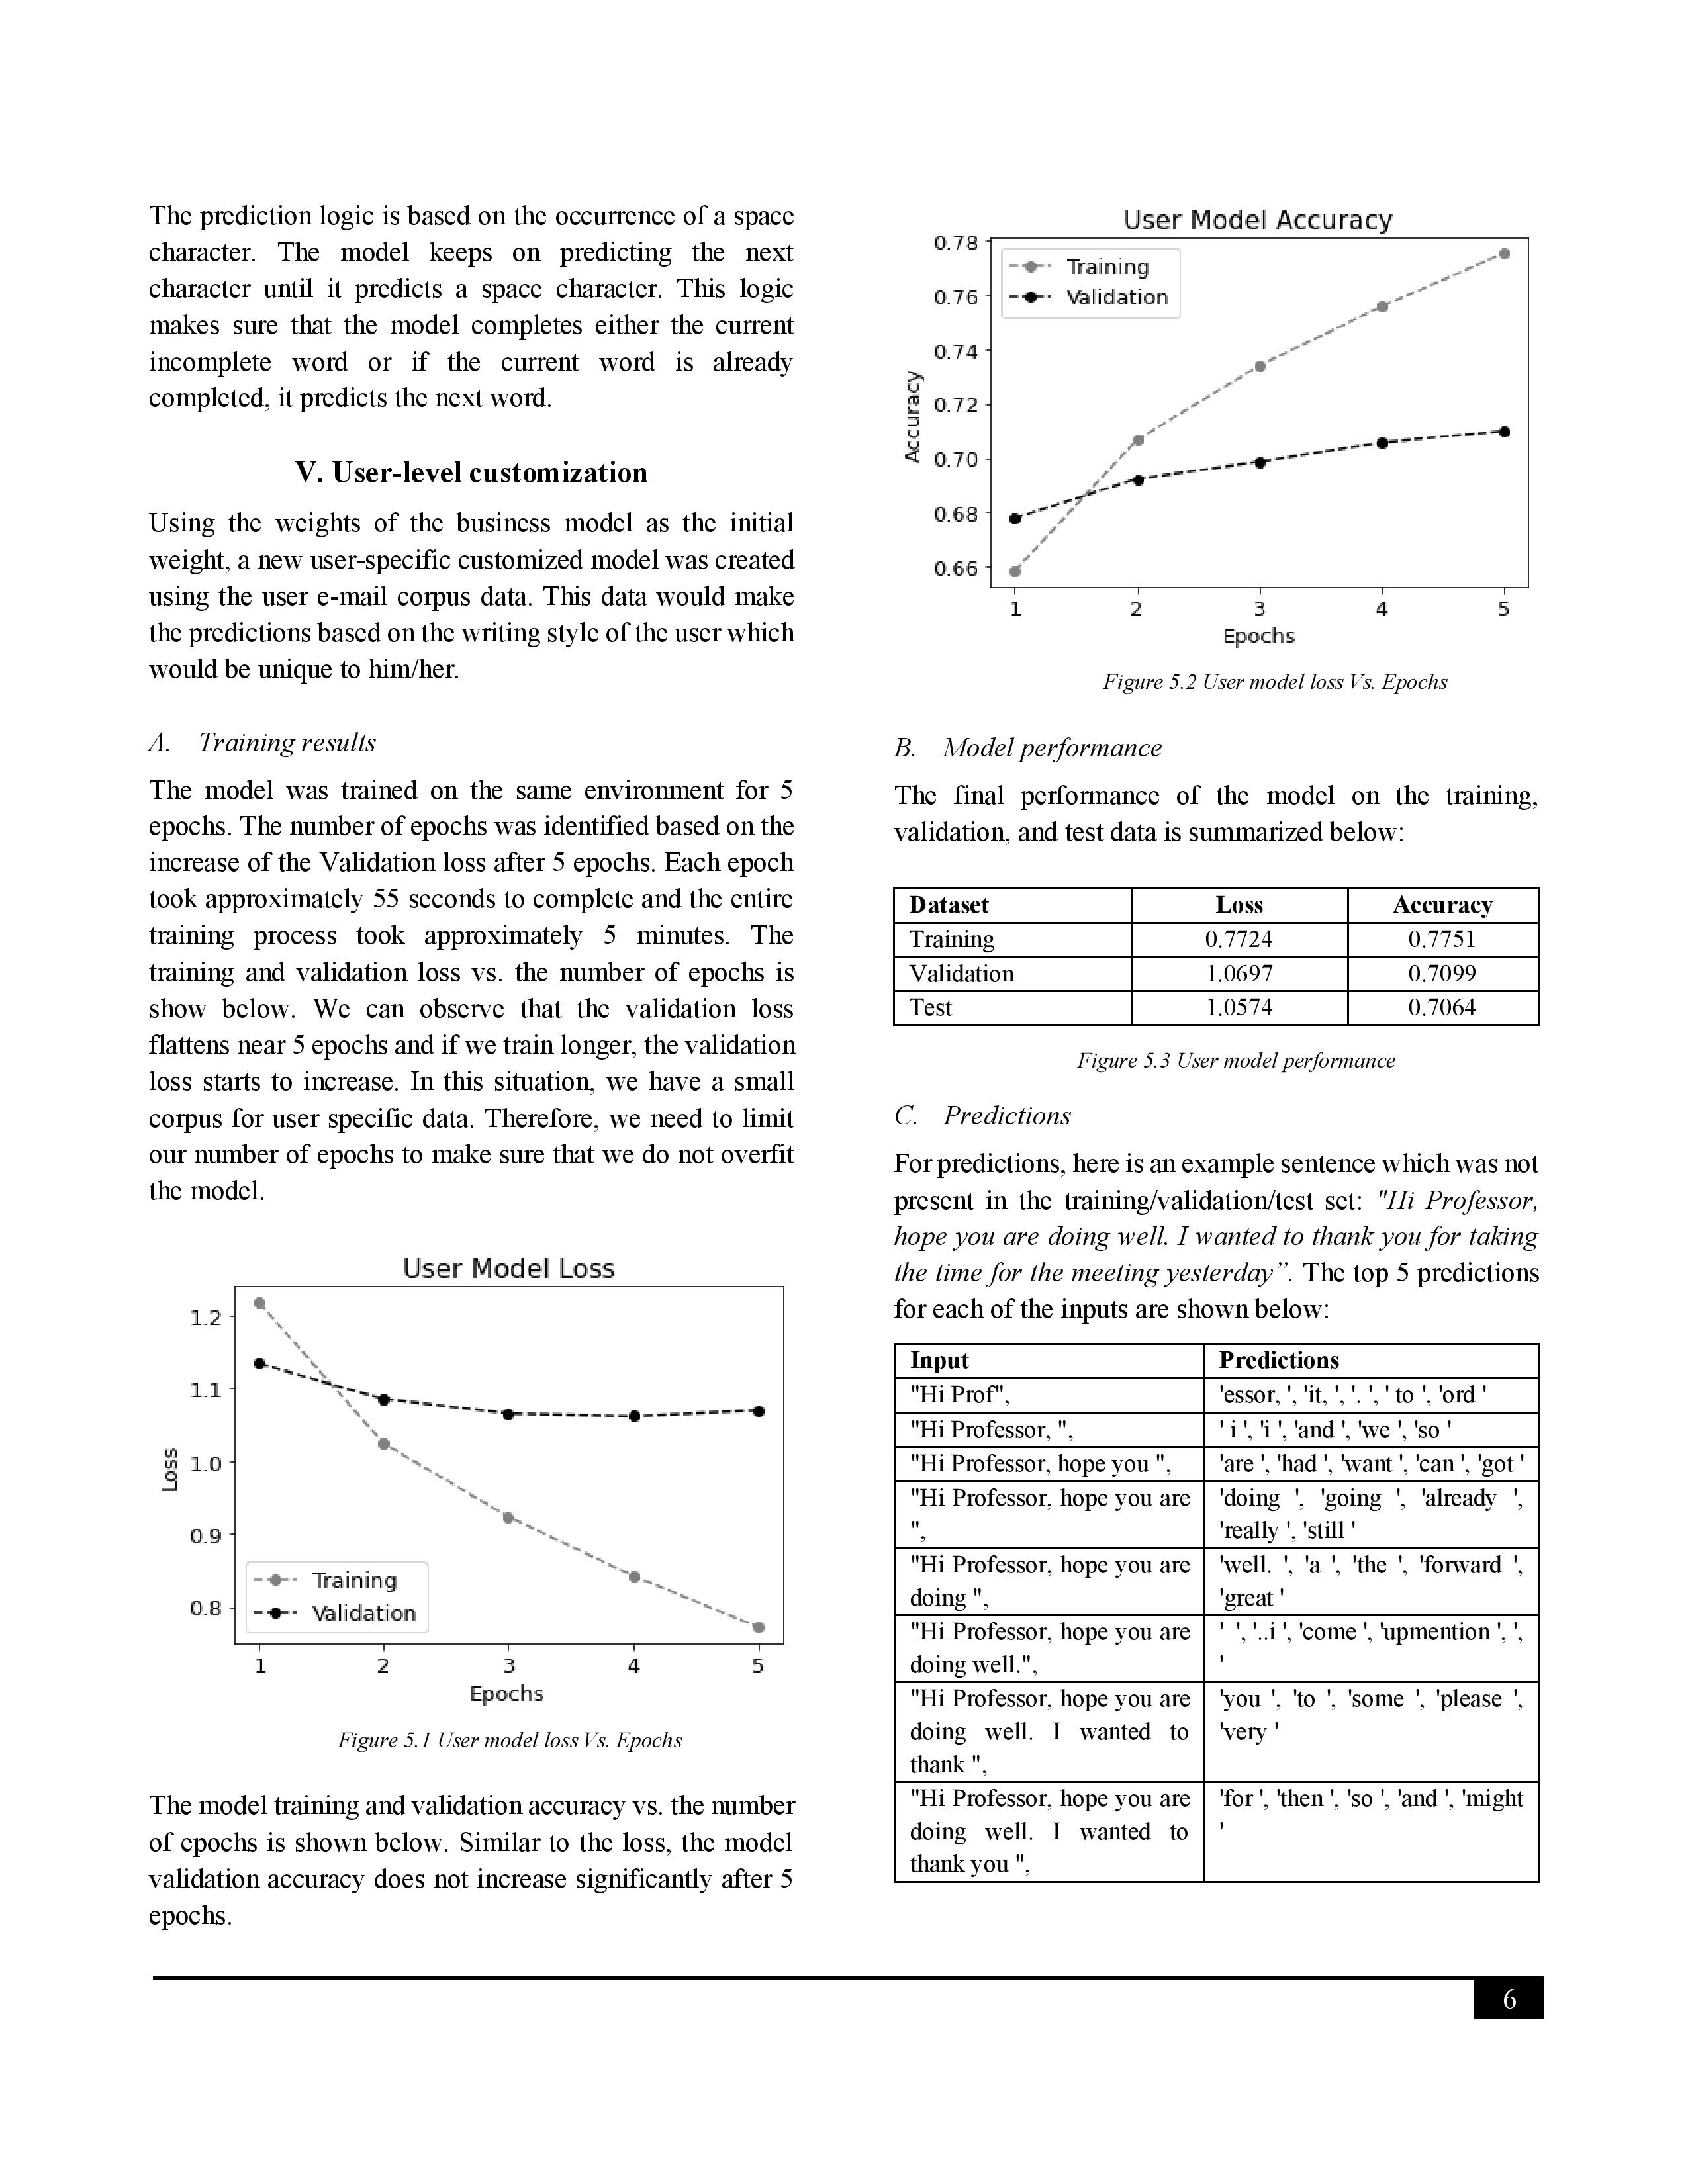 The prediction logic is based on the occurrence of a space
character. The model keeps on predicting the next
character until it predicts a space character. This logic
makes sure that the model completes either the current
incomplete word or if the current word is already
completed, it predicts the next word.
V. User-level customization
Using the weights of the business model as the initial
weight, a new user-specific customized model was created
using the user e-mail corpus data. This data would make
the predictions based on the writing style of the user which
would be unique to him/her.
A. Training results
The model was trained on the same environment for 5
epochs. The number of epochs was identified based on the
increase of the Validation loss after 5 epochs. Each epoch
took approximately 55 seconds to complete and the entire
training process took approximately 5 minutes. The
training and validation loss vs. the number of epochs is
show below. We can observe that the validation loss
flattens near 5 epochs and if we train longer, the validation
loss starts to increase. In this situation, we have a small
corpus for user specific data. Therefore, we need to limit
our number of epochs to make sure that we do not overfit
the model.
User Model Loss
1.2
1.1
1.0
0.9
0.8
Loss
Training
Validation
1 2 3 4 5
Epochs
Figure 5.1 User model loss Vs. Epochs
The model training and validation accuracy vs. the number
of epochs is shown below. Similar to the loss, the model
validation accuracy does not increase significantly after 5
epochs.
User Model Accuracy
0.78
0.76
0.74
0.72
0.70
0.68
0.66
Accuracy
Training
Validation
1 2 3 4 5
Epochs
Figure 5.2 User model loss Vs. Epochs
B. Model performance
The final performance of the model on the training,
validation, and test data is summarized below:
Dataset Loss Accuracy
Training 0.7724 0.7751
Validation 1.0697 0.7099
Test 1.0574 0.7064
Figure 5.3 User model performance
C. Predictions
For predictions, here is an example sentence which was not
present in the training/validation/test set: "Hi Professor,
hope you are doing well. I wanted to thank you for taking
the time for the meeting yesterday”. The top 5 predictions
for each of the inputs are shown below:
Input Predictions
"Hi Prof", 'essor, ', 'it, ', '. ', ' to ', 'ord '
"Hi Professor, ", ' i ', 'i ', 'and ', 'we ', 'so '
"Hi Professor, hope you ", 'are ', 'had ', 'want ', 'can ', 'got '
"Hi Professor, hope you are 'doing ', 'going ', 'already ',
", 'really ', 'still '
"Hi Professor, hope you are 'well. ', 'a ', 'the ', 'forward ',
doing ", 'great '
"Hi Professor, hope you are ' ', '..i ', 'come ', 'upmention ', ',
doing well.", '
"Hi Professor, hope you are 'you ', 'to ', 'some ', 'please ',
doing well. I wanted to 'very '
thank ",
"Hi Professor, hope you are 'for ', 'then ', 'so ', 'and ', 'might
doing well. I wanted to '
thank you ",
6